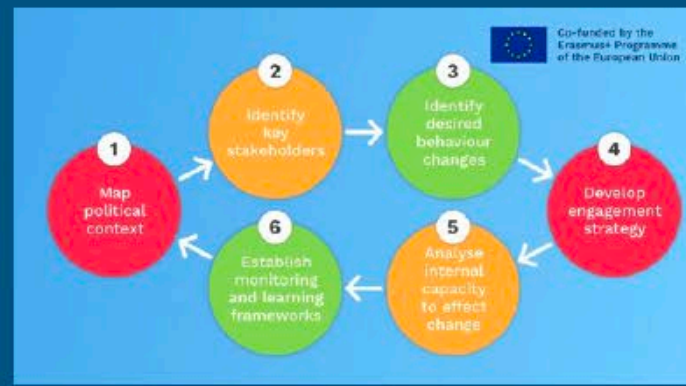 Co-funded by the
Erasmus+ Programme
of the European Union
1
Map
political
context
2
Identify
key
stakeholders
3
Identify
desired
behaviour
changes
4
Develop
engagement
strategy
5
Analyse
internal
capacity
to effect
change
6
Establish
monitoring
and learning
frameworks